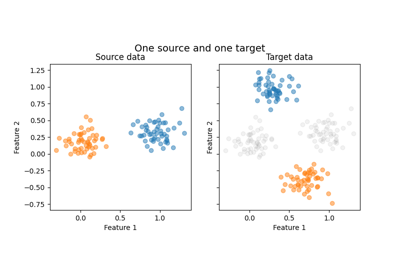 One source and one target
Source data
Target data
1.25
1.00
0.75
0.50
0.25
0.00
−0.25
−0.50
−0.75
Feature 2
0.0
0.5
1.0
Feature 1
Feature 2
0.0
0.5
1.0
Feature 1